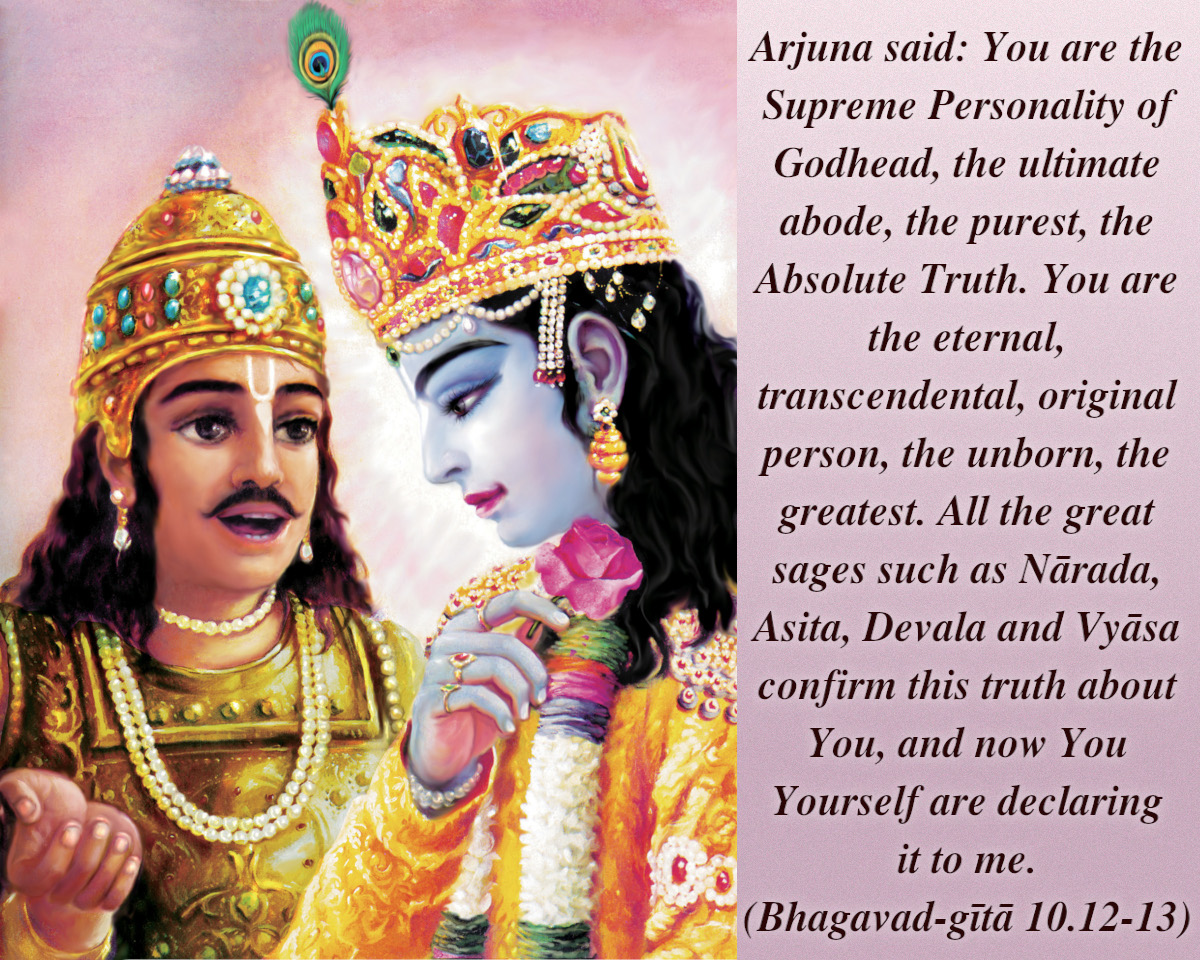 Arjuna said: You are the
Supreme Personality of
Godhead, the ultimate
abode, the purest, the
Absolute Truth. You are
the eternal,
transcendental, original
person, the unborn, the
greatest. All the great
sages such as Nārada,
Asita, Devala and Vyāsa
confirm this truth about
You, and now You
Yourself are declaring
it to me.
(Bhagavad-gītā 10.12-13)